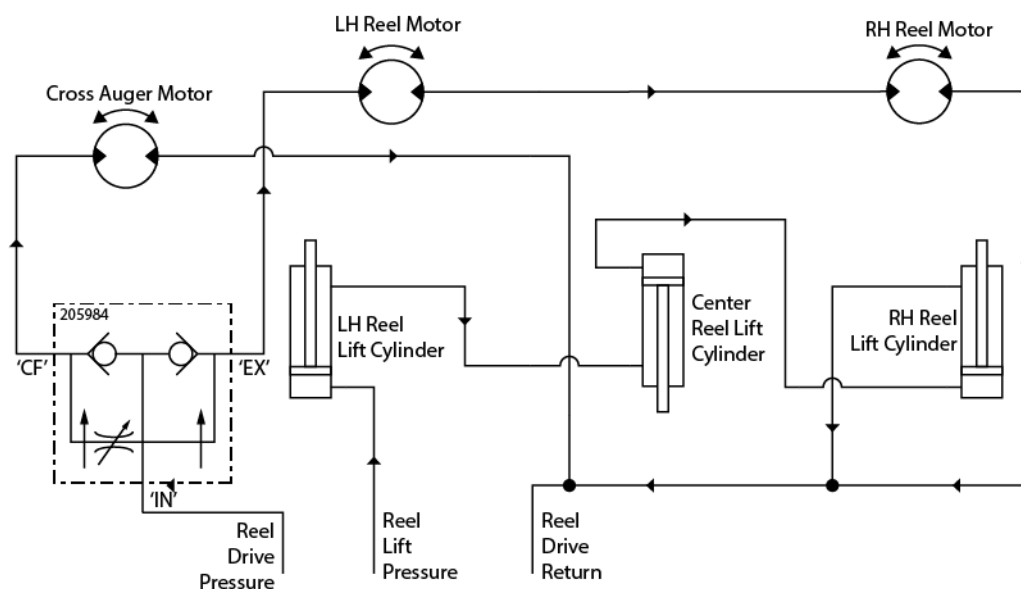 LH Reel Motor
RH Reel Motor
Cross Auger Motor
205984
'CF'
'EX'
'IN'
LH Reel
Lift Cylinder
Center
Reel Lift
Cylinder
RH Reel
Lift Cylinder
Reel
Drive
Pressure
Reel
Lift
Pressure
Reel
Drive
Return